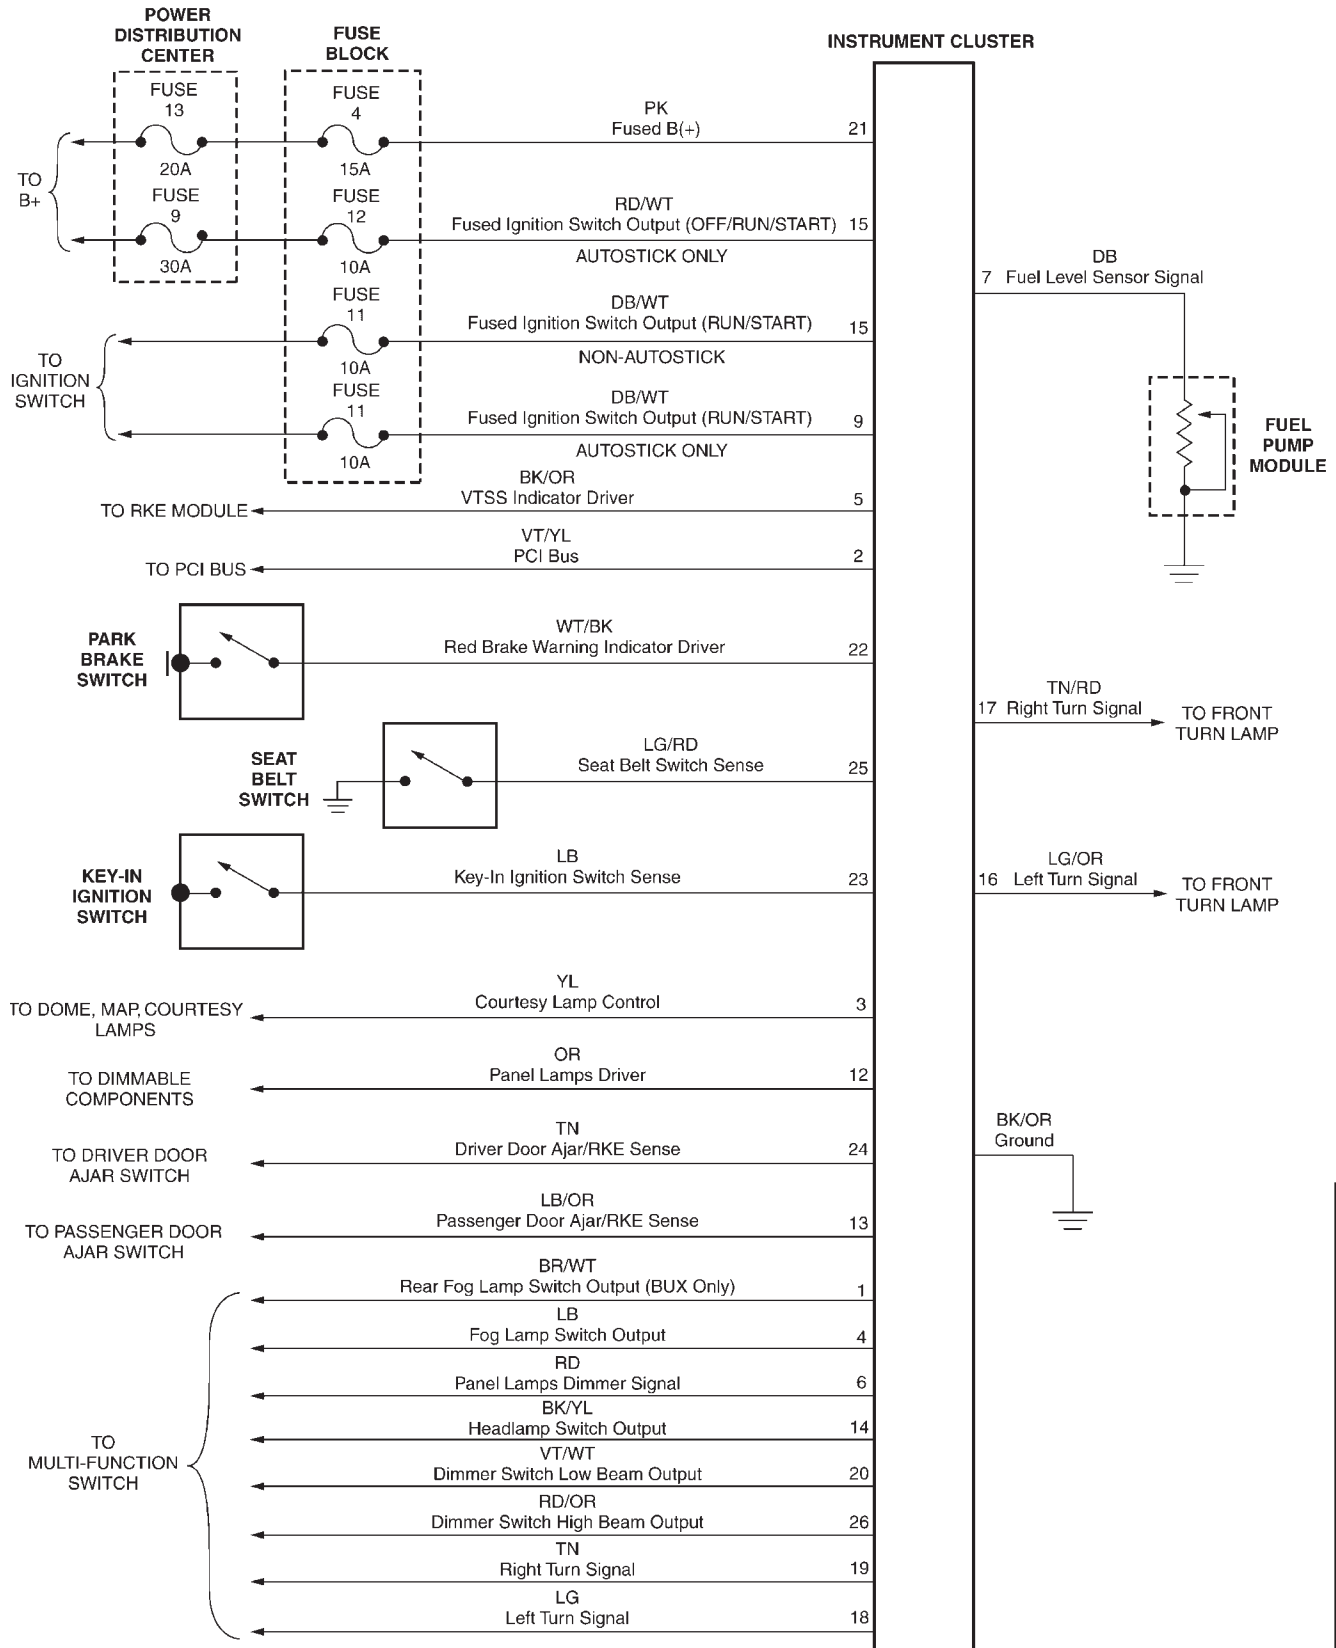 POWER
DISTRIBUTION
CENTER
FUSE
BLOCK
INSTRUMENT CLUSTER
FUSE
13
20A
FUSE
9
30A
TO
B+
FUSE
4
15A
FUSE
12
10A
FUSE
11
10A
FUSE
11
10A
TO
IGNITION
SWITCH
PK
Fused B(+)
21
RD/WT
Fused Ignition Switch Output (OFF/RUN/START)
15
AUTOSTICK ONLY
DB/WT
Fused Ignition Switch Output (RUN/START)
15
NON-AUTOSTICK
DB/WT
Fused Ignition Switch Output (RUN/START)
9
AUTOSTICK ONLY
BK/OR
VTSS Indicator Driver
5
TO RKE MODULE
VT/YL
PCI Bus
2
TO PCI BUS
PARK
BRAKE
SWITCH
WT/BK
Red Brake Warning Indicator Driver
22
SEAT
BELT
SWITCH
LG/RD
Seat Belt Switch Sense
25
KEY-IN
IGNITION
SWITCH
LB
Key-In Ignition Switch Sense
23
TO DOME, MAP, COURTESY
LAMPS
YL
Courtesy Lamp Control
3
TO DIMMABLE
COMPONENTS
OR
Panel Lamps Driver
12
TO DRIVER DOOR
AJAR SWITCH
TN
Driver Door Ajar/RKE Sense
24
TO PASSENGER DOOR
AJAR SWITCH
LB/OR
Passenger Door Ajar/RKE Sense
13
TO
MULTI-FUNCTION
SWITCH
BR/WT
Rear Fog Lamp Switch Output (BUX Only)
1
LB
Fog Lamp Switch Output
4
RD
Panel Lamps Dimmer Signal
6
BK/YL
Headlamp Switch Output
14
VT/WT
Dimmer Switch Low Beam Output
20
RD/OR
Dimmer Switch High Beam Output
26
TN
Right Turn Signal
19
LG
Left Turn Signal
18
DB
7 Fuel Level Sensor Signal
FUEL
PUMP
MODULE
TN/RD
17 Right Turn Signal
TO FRONT
TURN LAMP
LG/OR
16 Left Turn Signal
TO FRONT
TURN LAMP
BK/OR
Ground